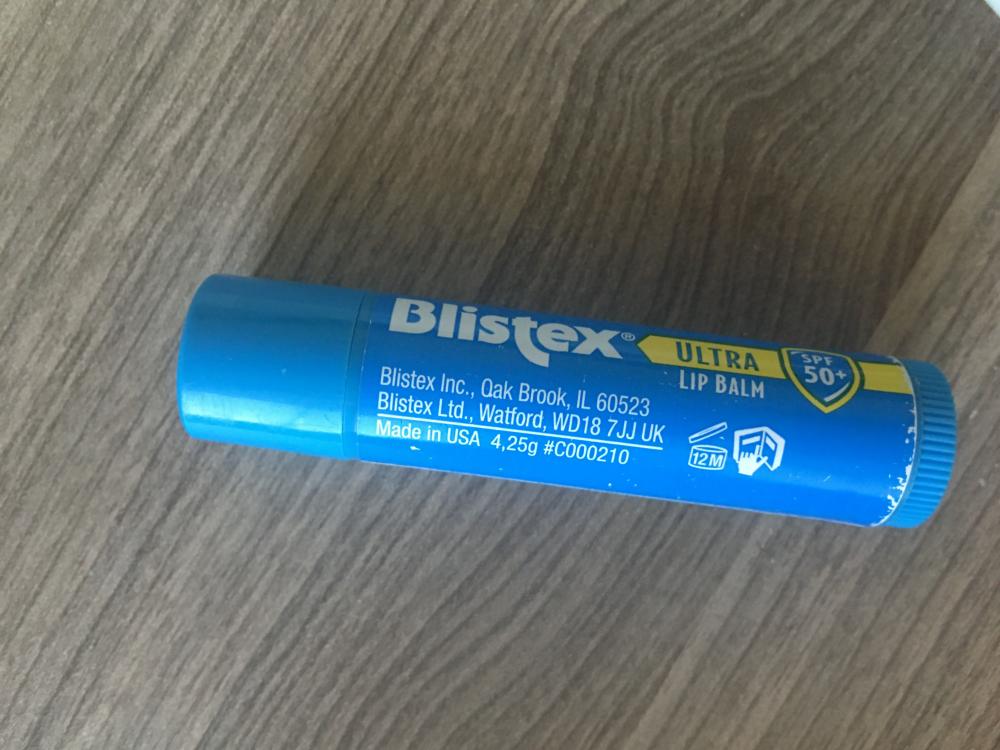 Blistex®
ULTRA
LIP BALM
SPF
50+
Blistex Inc., Oak Brook, IL 60523
Blistex Ltd., Watford, WD18 7JJ UK
Made in USA 4,25g #C000210
12M